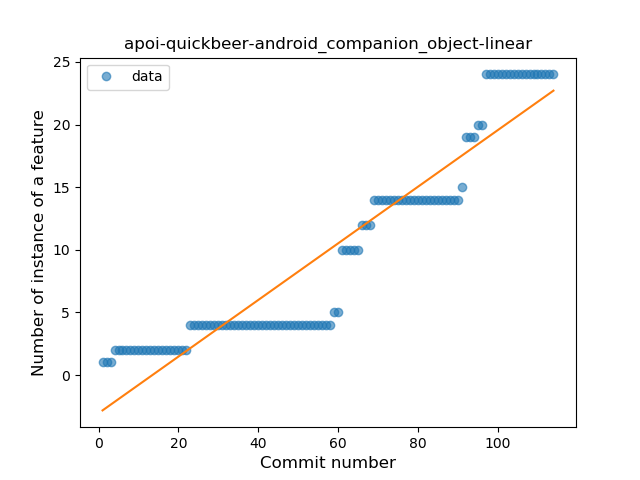 apoi-quickbeer-android_companion_object-linear
data
Number of instance of a feature
25
20
15
10
5
0
0 20 40 60 80 100
Commit number